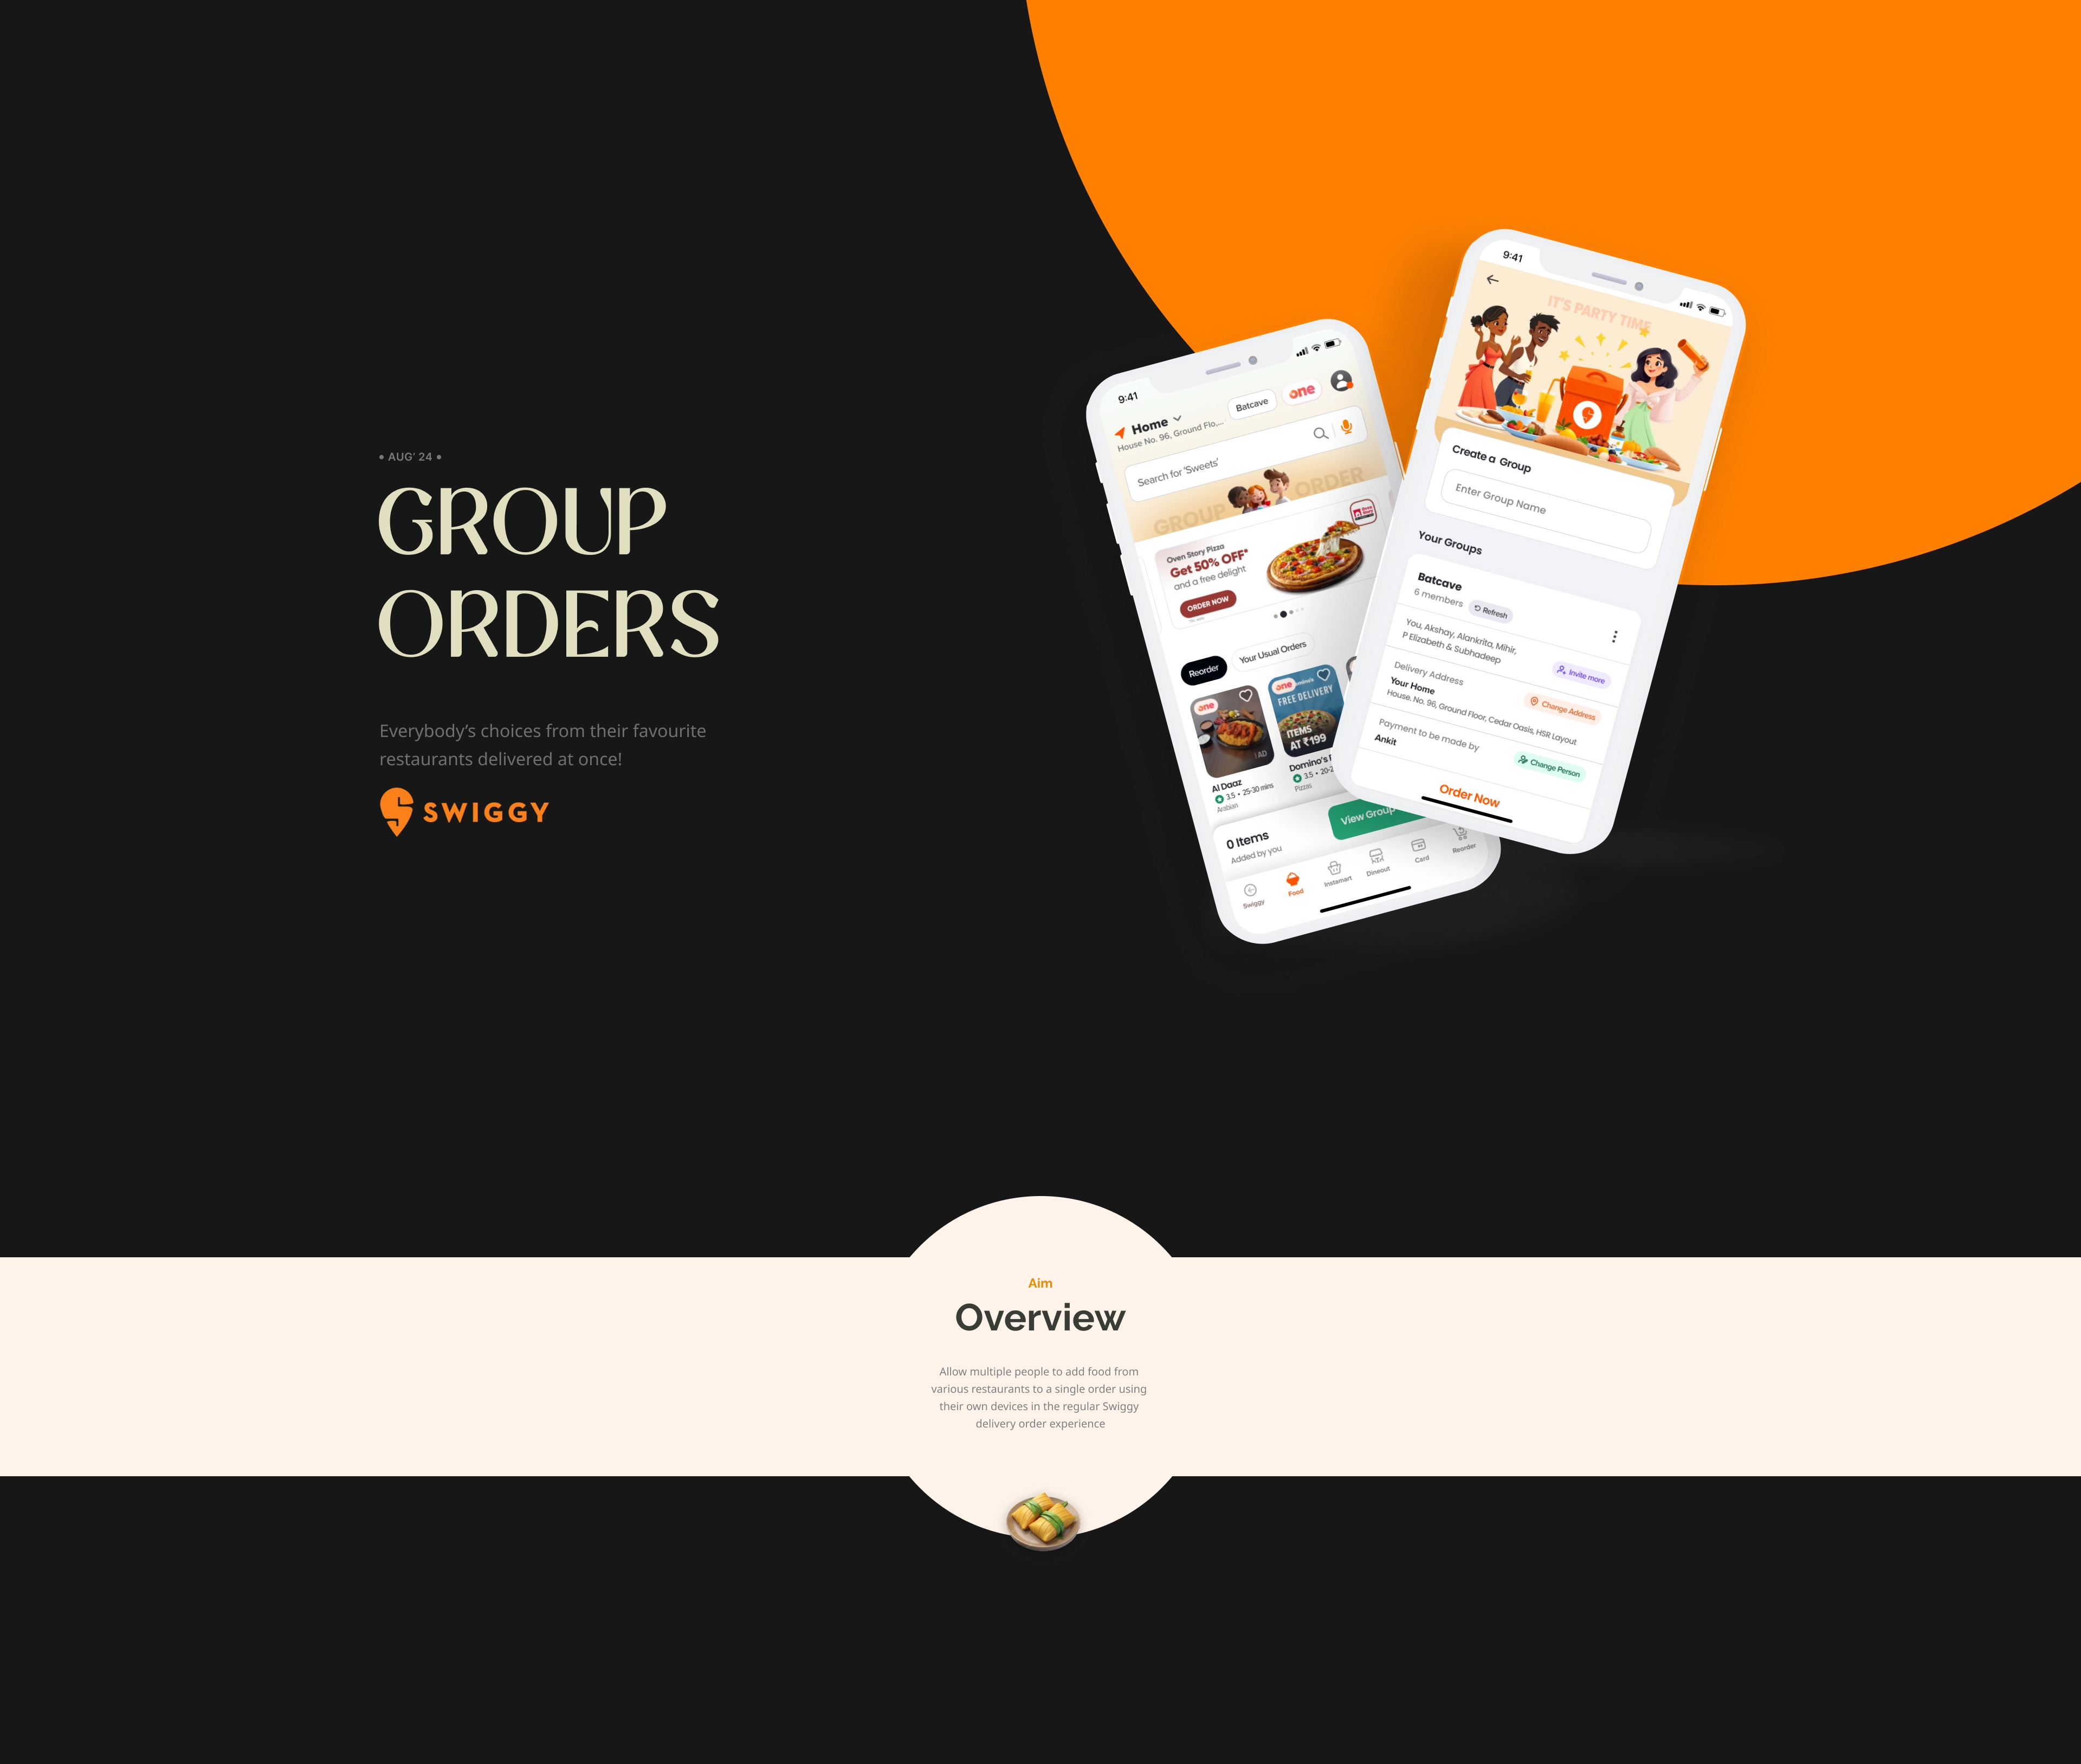 • AUG' 24 •
GROUP
ORDERS
Everybody's choices from their favourite
restaurants delivered at once!
SWIGGY
9:41
Home
House No. 96, Ground Flo,...
Batcave
one
Search for 'Sweets'
GROUP ORDER
Oven Story Pizza
Get 50% OFF*
and a free delight
ORDER NOW
Reorder
Your Usual Orders
one
AD
Al Daaz
3.5 • 25-30 mins
Arabian
one
FREE DELIVERY
ITEMS
AT ₹199
Domino's
3.5 • 20-2
Pizzas
0 Items
Added by you
View Group
Swiggy
Food
Instamart
Dineout
Card
Reorder
9:41
IT'S PARTY TIME
Create a Group
Enter Group Name
Your Groups
Batcave
6 members
Refresh
You, Akshay, Alankrita, Mihir,
P Elizabeth & Subhadeep
Invite more
Delivery Address
Your Home
House. No. 96, Ground Floor, Cedar Oasis, HSR Layout
Change Address
Payment to be made by
Ankit
Change Person
Order Now
Aim
Overview
Allow multiple people to add food from
various restaurants to a single order using
their own devices in the regular Swiggy
delivery order experience